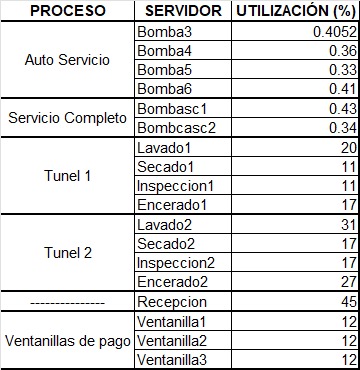 PROCESO SERVIDOR UTILIZACIÓN (%)
Auto Servicio
Bomba3 0.4052
Bomba4 0.36
Bomba5 0.33
Bomba6 0.41
Servicio Completo
Bombasc1 0.43
Bombcasc2 0.34
Tunel 1
Lavado1 20
Secado1 11
Inspeccion1 11
Encerado1 17
Tunel 2
Lavado2 31
Secado2 17
Inspeccion2 17
Encerado2 27
--------------- Recepcion 45
Ventanillas de pago
Ventanilla1 12
Ventanilla2 12
Ventanilla3 12